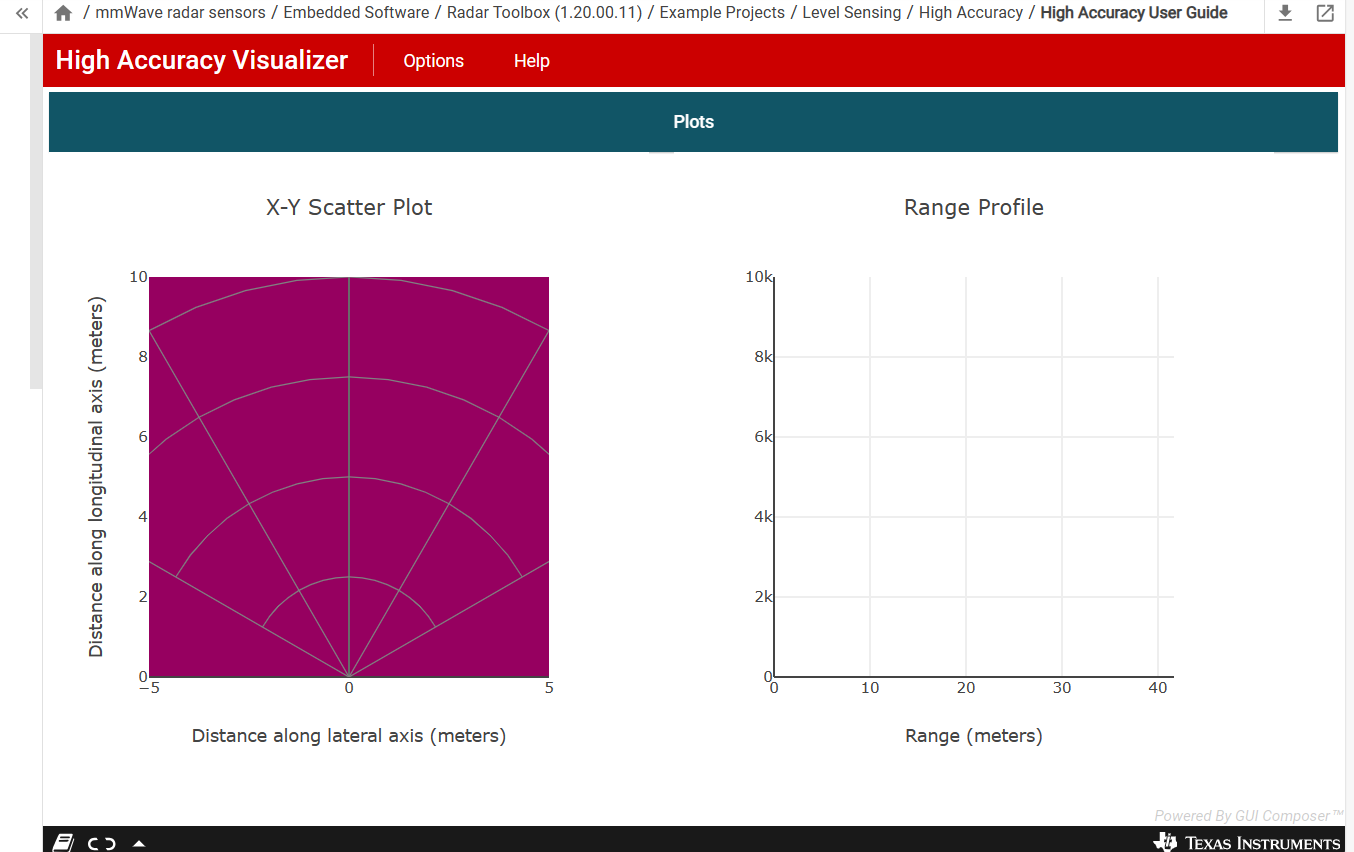 / mmWave radar sensors / Embedded Software / Radar Toolbox (1.20.00.11) / Example Projects / Level Sensing / High Accuracy / High Accuracy User Guide
High Accuracy Visualizer Options Help
Plots
X-Y Scatter Plot
Distance along longitudinal axis (meters)
10
8
6
4
2
0
−5 0 5
Distance along lateral axis (meters)
Range Profile
10k
8k
6k
4k
2k
0
0 10 20 30 40
Range (meters)
Powered By GUI Composer™
TEXAS INSTRUMENTS